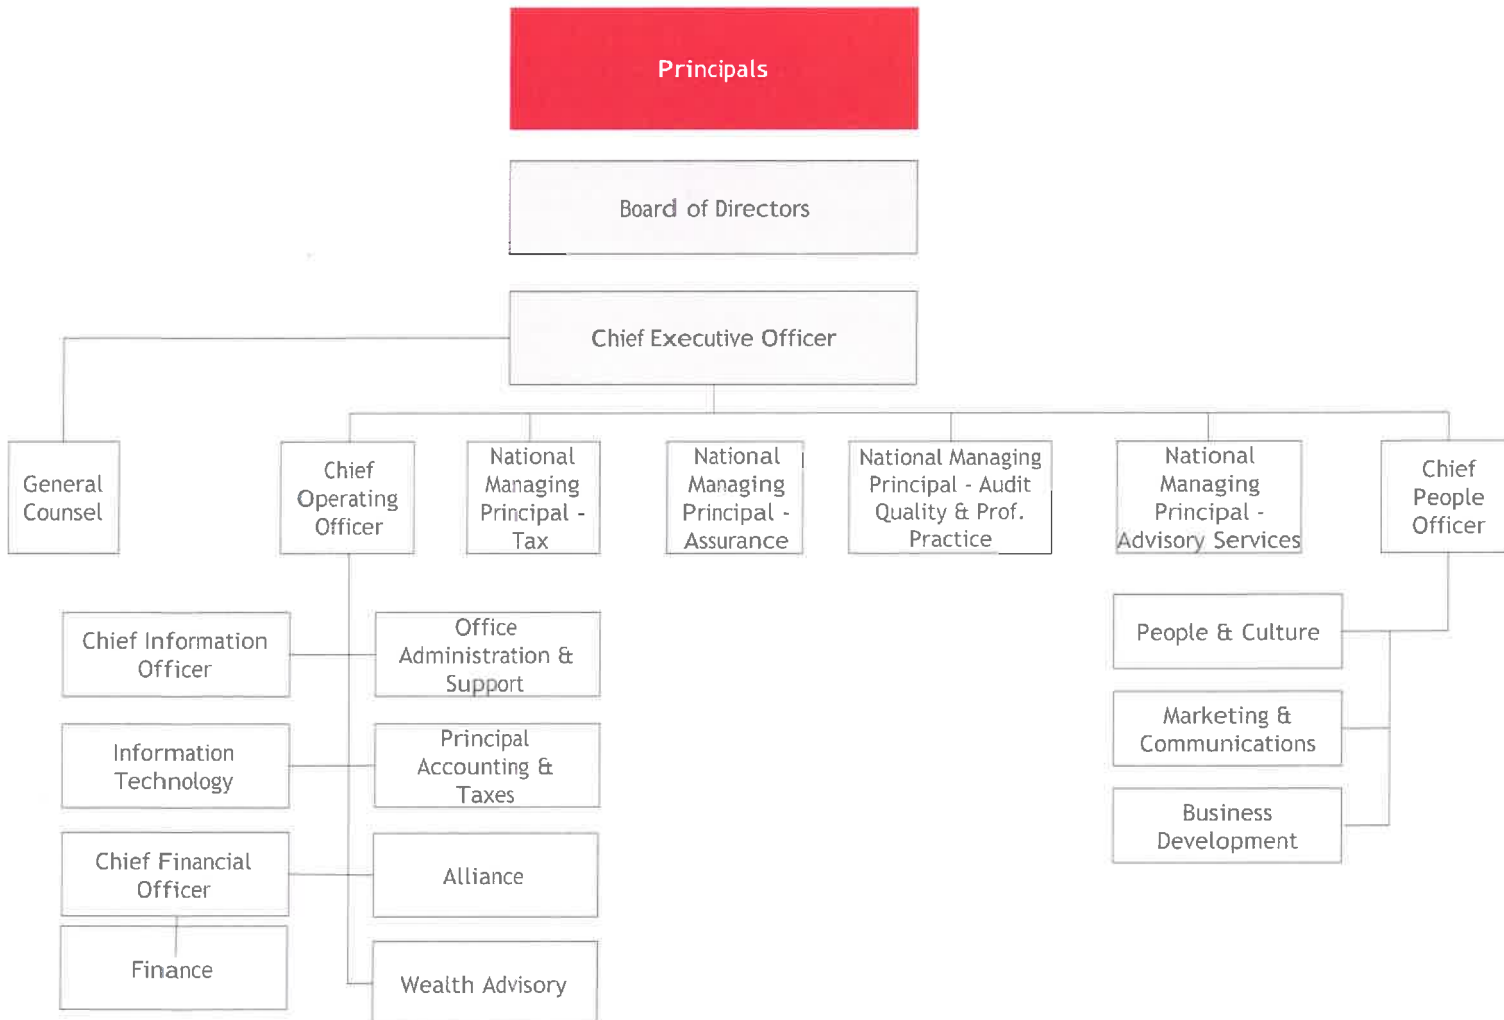 Principals
Board of Directors
Chief Executive Officer
General
Counsel
Chief
Operating
Officer
National
Managing
Principal -
Tax
National
Managing
Principal -
Assurance
National Managing
Principal - Audit
Quality & Prof.
Practice
National
Managing
Principal -
Advisory Services
Chief
People
Officer
Chief Information
Officer
Office
Administration &
Support
Information
Technology
Principal
Accounting &
Taxes
Chief Financial
Officer
Alliance
Finance
Wealth Advisory
People & Culture
Marketing &
Communications
Business
Development